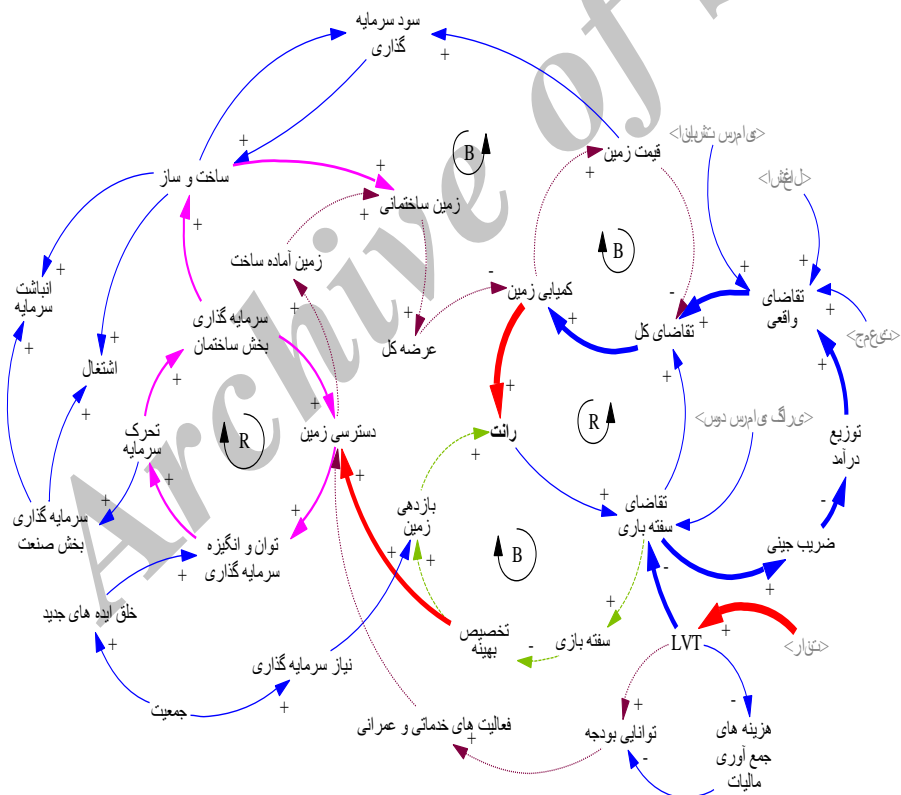 سود سرمایه
گذاری
قیمت زمین
ساخت و ساز
زمین ساختمانی
زمین آماده ساخت
کمیابی زمین
تقاضای
واقعی
انباشت
سرمایه
سرمایه گذاری
بخش ساختمان
تقاضای کل
عرضه کل
اشتغال
رانت
دسترسی زمین
تحرک
سرمایه
توزیع
درآمد
بازدهی
زمین
تقاضای
سفته بازی
سرمایه گذاری
بخش صنعت
توان و انگیزه
سرمایه گذاری
ضریب جینی
خلق ایده های جدید
تخصیص
بهینه
سفته بازی
LVT
نیاز سرمایه گذاری
جمعیت
فعالیت های خدماتی و عمرانی
توانایی بودجه
هزینه های
جمع آوری
مالیات
B
B
R
R
B
Archive of